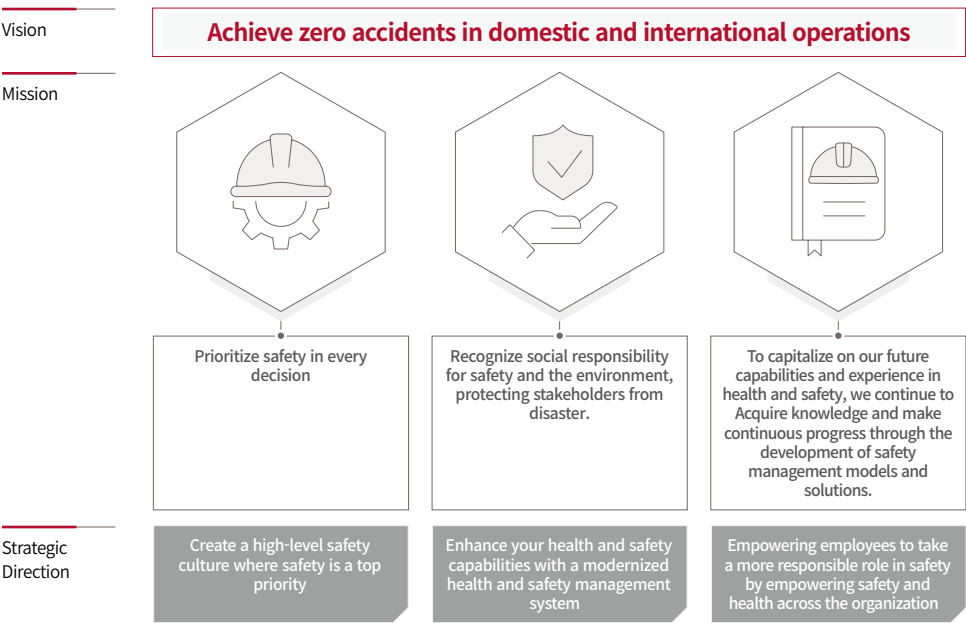 Vision
Achieve zero accidents in domestic and international operations
Mission
Prioritize safety in every
decision
Recognize social responsibility
for safety and the environment,
protecting stakeholders from
disaster.
To capitalize on our future
capabilities and experience in
health and safety, we continue to
Acquire knowledge and make
continuous progress through the
development of safety
management models and
solutions.
Strategic
Direction
Create a high-level safety
culture where safety is a top
priority
Enhance your health and safety
capabilities with a modernized
health and safety management
system
Empowering employees to take
a more responsible role in safety
by empowering safety and
health across the organization